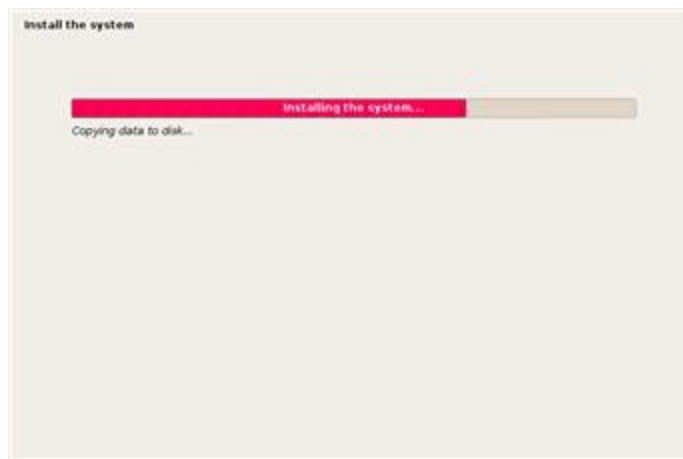 Install the system
Installing the system...
Copying data to disk...